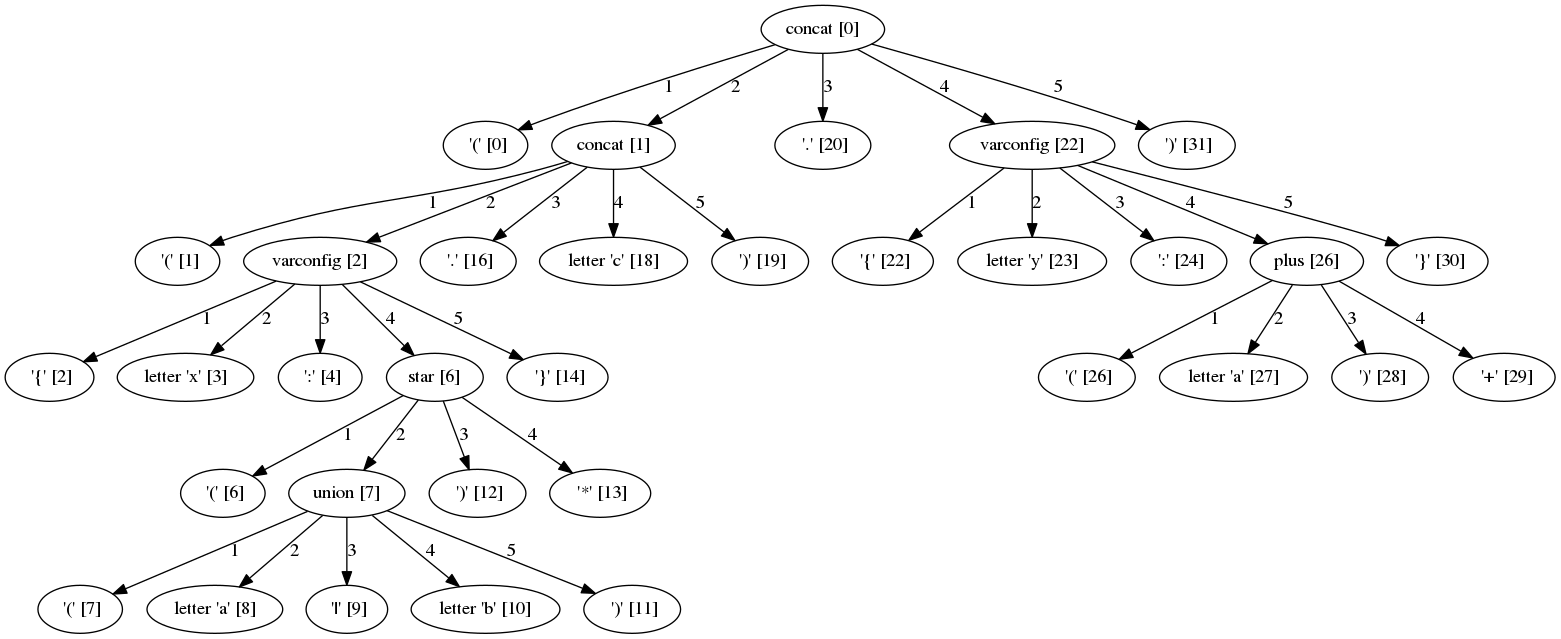 concat [0]
1 2 3 4 5
'(' [0] concat [1] '.' [20] varconfig [22] ')' [31]
1 2 3 4 5 1 2 3 4 5
'(' [1] varconfig [2] '.' [16] letter 'c' [18] ')' [19] '{' [22] letter 'y' [23] ':' [24] plus [26] '}' [30]
1 2 3 4 5 1 2 3 4
'{' [2] letter 'x' [3] ':' [4] star [6] '}' [14] '(' [26] letter 'a' [27] ')' [28] '+' [29]
1 2 3 4
'(' [6] union [7] ')' [12] '*' [13]
1 2 3 4 5
'(' [7] letter 'a' [8] '|' [9] letter 'b' [10] ')' [11]